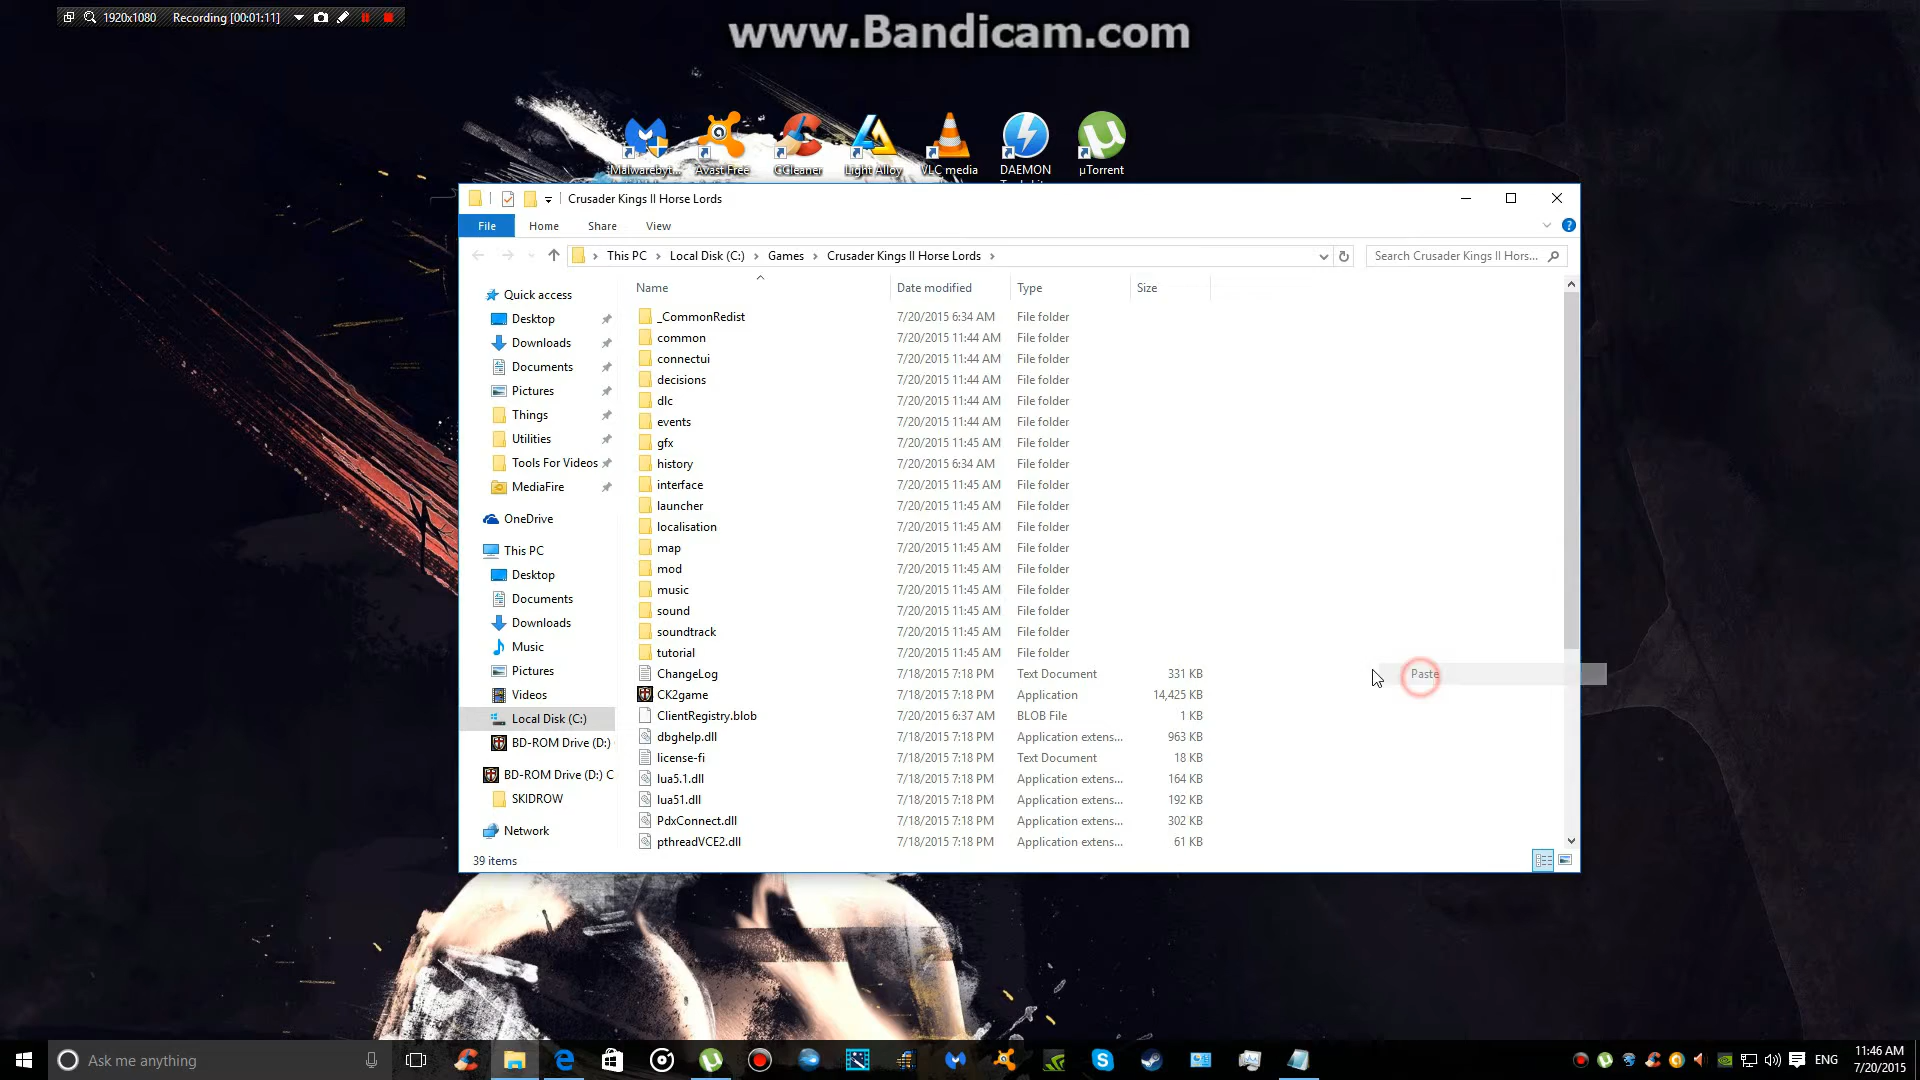 1920x1080 Recording [00:01:11]
www.Bandicam.com
Malwarebyt... Avast Free CCleaner Light Alloy VLC media DAEMON µTorrent
Crusader Kings II Horse Lords
File Home Share View
This PC Local Disk (C:) Games Crusader Kings II Horse Lords Search Crusader Kings II Hors...
Name Date modified Type Size
Quick access
Desktop
Downloads
Documents
Pictures
Things
Utilities
Tools For Videos
MediaFire
OneDrive
This PC
Desktop
Documents
Downloads
Music
Pictures
Videos
Local Disk (C:)
BD-ROM Drive (D:)
BD-ROM Drive (D:) C
SKIDROW
Network
_CommonRedist 7/20/2015 6:34 AM File folder
common 7/20/2015 11:44 AM File folder
connectui 7/20/2015 11:44 AM File folder
decisions 7/20/2015 11:44 AM File folder
dlc 7/20/2015 11:44 AM File folder
events 7/20/2015 11:44 AM File folder
gfx 7/20/2015 11:45 AM File folder
history 7/20/2015 6:34 AM File folder
interface 7/20/2015 11:45 AM File folder
launcher 7/20/2015 11:45 AM File folder
localisation 7/20/2015 11:45 AM File folder
map 7/20/2015 11:45 AM File folder
mod 7/20/2015 11:45 AM File folder
music 7/20/2015 11:45 AM File folder
sound 7/20/2015 11:45 AM File folder
soundtrack 7/20/2015 11:45 AM File folder
tutorial 7/20/2015 11:45 AM File folder
ChangeLog 7/18/2015 7:18 PM Text Document 331 KB
Paste
CK2game 7/18/2015 7:18 PM Application 14,425 KB
ClientRegistry.blob 7/20/2015 6:37 AM BLOB File 1 KB
dbghelp.dll 7/18/2015 7:18 PM Application extens... 963 KB
license-fi 7/18/2015 7:18 PM Text Document 18 KB
lua5.1.dll 7/18/2015 7:18 PM Application extens... 164 KB
lua51.dll 7/18/2015 7:18 PM Application extens... 192 KB
PdxConnect.dll 7/18/2015 7:18 PM Application extens... 302 KB
pthreadVCE2.dll 7/18/2015 7:18 PM Application extens... 61 KB
39 items
Ask me anything
ENG
11:46 AM
7/20/2015